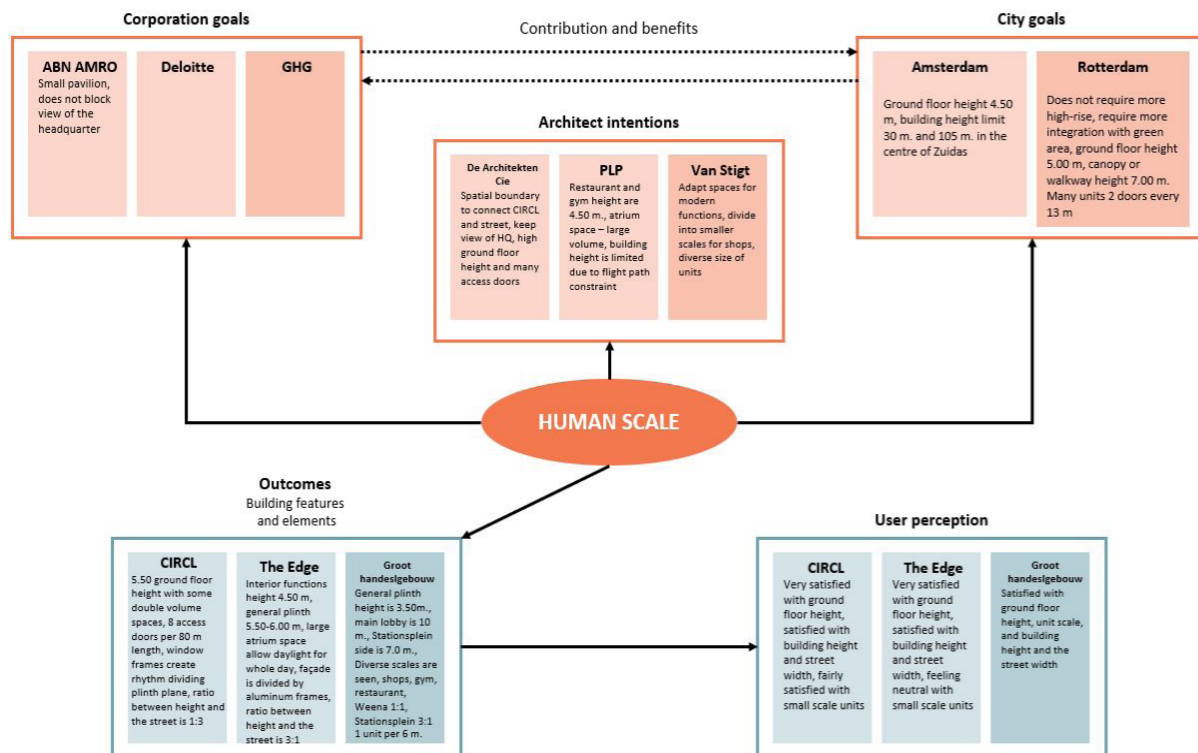 Corporation goals
ABN AMRO
Small pavilion,
does not block
view of the
headquarter
Deloitte
GHG
Contribution and benefits
City goals
Amsterdam
Ground floor height 4.50
m, building height limit
30 m. and 105 m. in the
centre of Zuidas
Rotterdam
Does not require more
high-rise, require more
integration with green
area, ground floor height
5.00 m, canopy or
walkway height 7.00 m.
Many units 2 doors every
13 m
Architect intentions
De Architekten
Cie
Spatial boundary
to connect CIRCL
and street, keep
view of HQ, high
ground floor
height and many
access doors
PLP
Restaurant and
gym height are
4.50 m., atrium
space – large
volume, building
height is limited
due to flight path
constraint
Van Stigt
Adapt spaces for
modern
functions, divide
into smaller
scales for shops,
diverse size of
units
HUMAN SCALE
Outcomes
Building features
and elements
CIRCL
5.50 ground floor
height with some
double volume
spaces, 8 access
doors per 80 m
length, window
frames create
rhythm dividing
plinth plane, ratio
between height and
the street is 1:3
The Edge
Interior functions
height 4.50 m,
general plinth
5.50-6.00 m, large
atrium space
allow daylight for
whole day, façade
is divided by
aluminum frames,
ratio between
height and the
street is 3:1
Groot
handeslgebouw
General plinth
height is 3.50m.,
main lobby is 10
m., Stationsplein
side is 7.0 m.,
Diverse scales are
seen, shops, gym,
restaurant,
Weena 1:1,
Stationsplein 3:1
1 unit per 6 m.
User perception
CIRCL
Very satisfied
with ground
floor height,
satisfied with
building height
and street
width, fairly
satisfied with
small scale units
The Edge
Very satisfied
with ground
floor height,
satisfied with
building height
and street
width, feeling
neutral with
small scale units
Groot
handeslgebouw
Satisfied with
ground floor
height, unit scale,
and building
height and the
street width